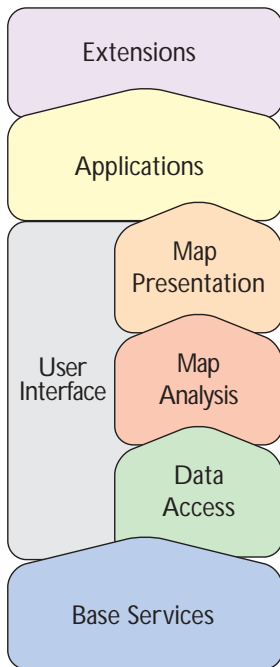 Extensions
Applications
Map
Presentation
User
Interface
Map
Analysis
Data
Access
Base Services